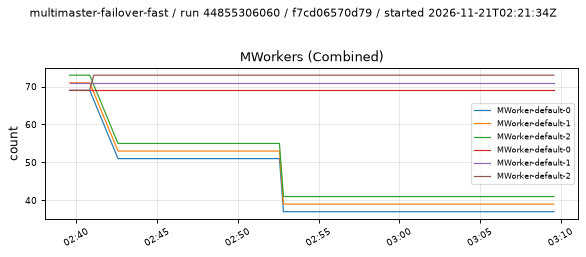 multimaster-failover-fast / run 44855306060 / f7cd06570d79 / started 2026-11-21T02:21:34Z
MWorkers (Combined)
count
70
60
50
40
MWorker-default-0
MWorker-default-1
MWorker-default-2
MWorker-default-0
MWorker-default-1
MWorker-default-2
02:40
02:45
02:50
02:55
03:00
03:05
03:10